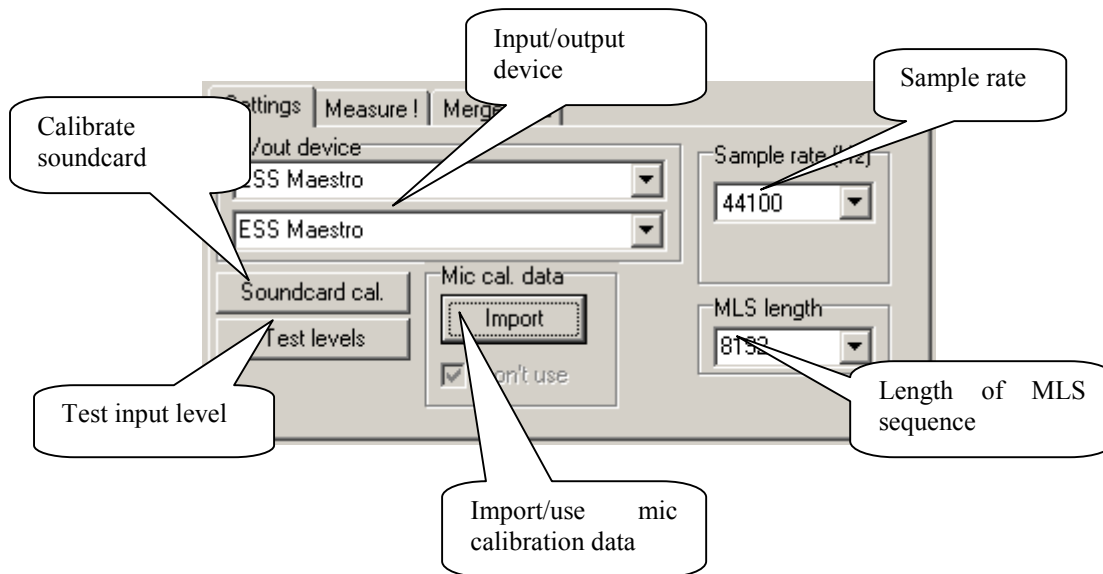 Input/output
device
Sample rate
Calibrate
soundcard
Settings
Measure !
Merge
/out device
Sample rate (Hz)
ESS Maestro
44100
ESS Maestro
Soundcard cal.
Mic cal. data
Import
MLS length
Test levels
8192
Don't use
Test input level
Length of MLS
sequence
Import/use mic
calibration data